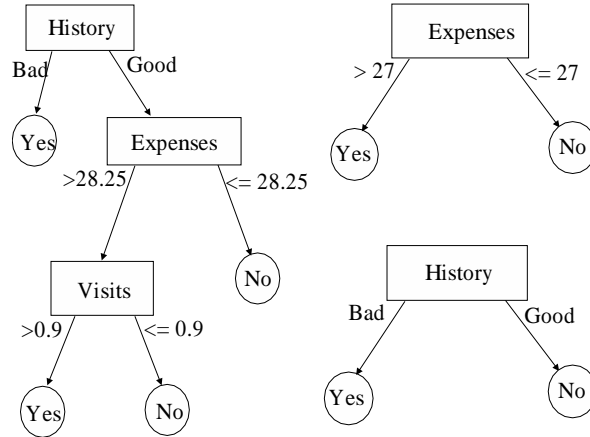 History
Bad
Good
Yes
Expenses
>28.25
<= 28.25
Visits
No
>0.9
<= 0.9
Yes
No
Expenses
> 27
<= 27
Yes
No
History
Bad
Good
Yes
No